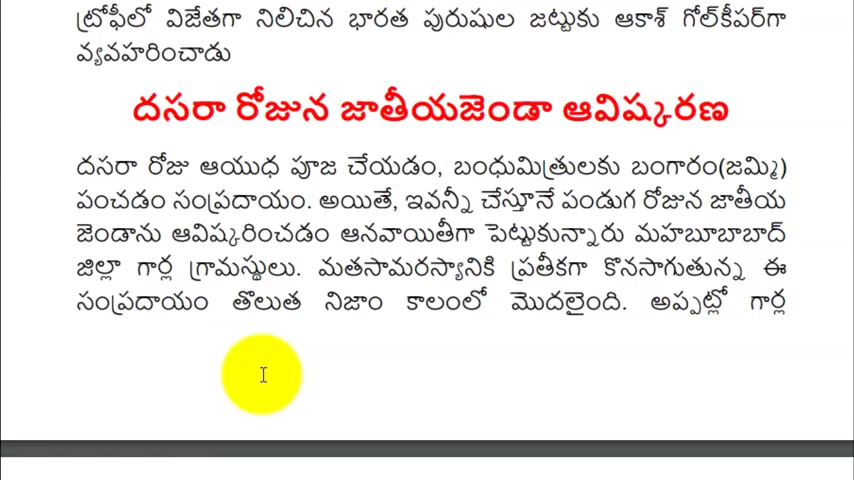 ట్రోఫీలో విజేతగా నిలిచిన భారత పురుషుల జట్టుకు ఆకాశ్ గోల్‌కీపర్‌గా
వ్యవహరించాడు
దసరా రోజున జాతీయజెండా ఆవిష్కరణ
దసరా రోజు ఆయుధ పూజ చేయడం, బంధుమిత్రులకు బంగారం(జమ్మి)
పంచడం సంప్రదాయం. అయితే, ఇవన్నీ చేస్తూనే పండుగ రోజున జాతీయ
జెండాను ఆవిష్కరించడం ఆనవాయితీగా పెట్టుకున్నారు మహబూబాబాద్
జిల్లా గార్ల గ్రామస్థులు. మతసామరస్యానికి ప్రతీకగా కొనసాగుతున్న ఈ
సంప్రదాయం తొలుత నిజాం కాలంలో మొదలైంది. అప్పట్లో గార్ల